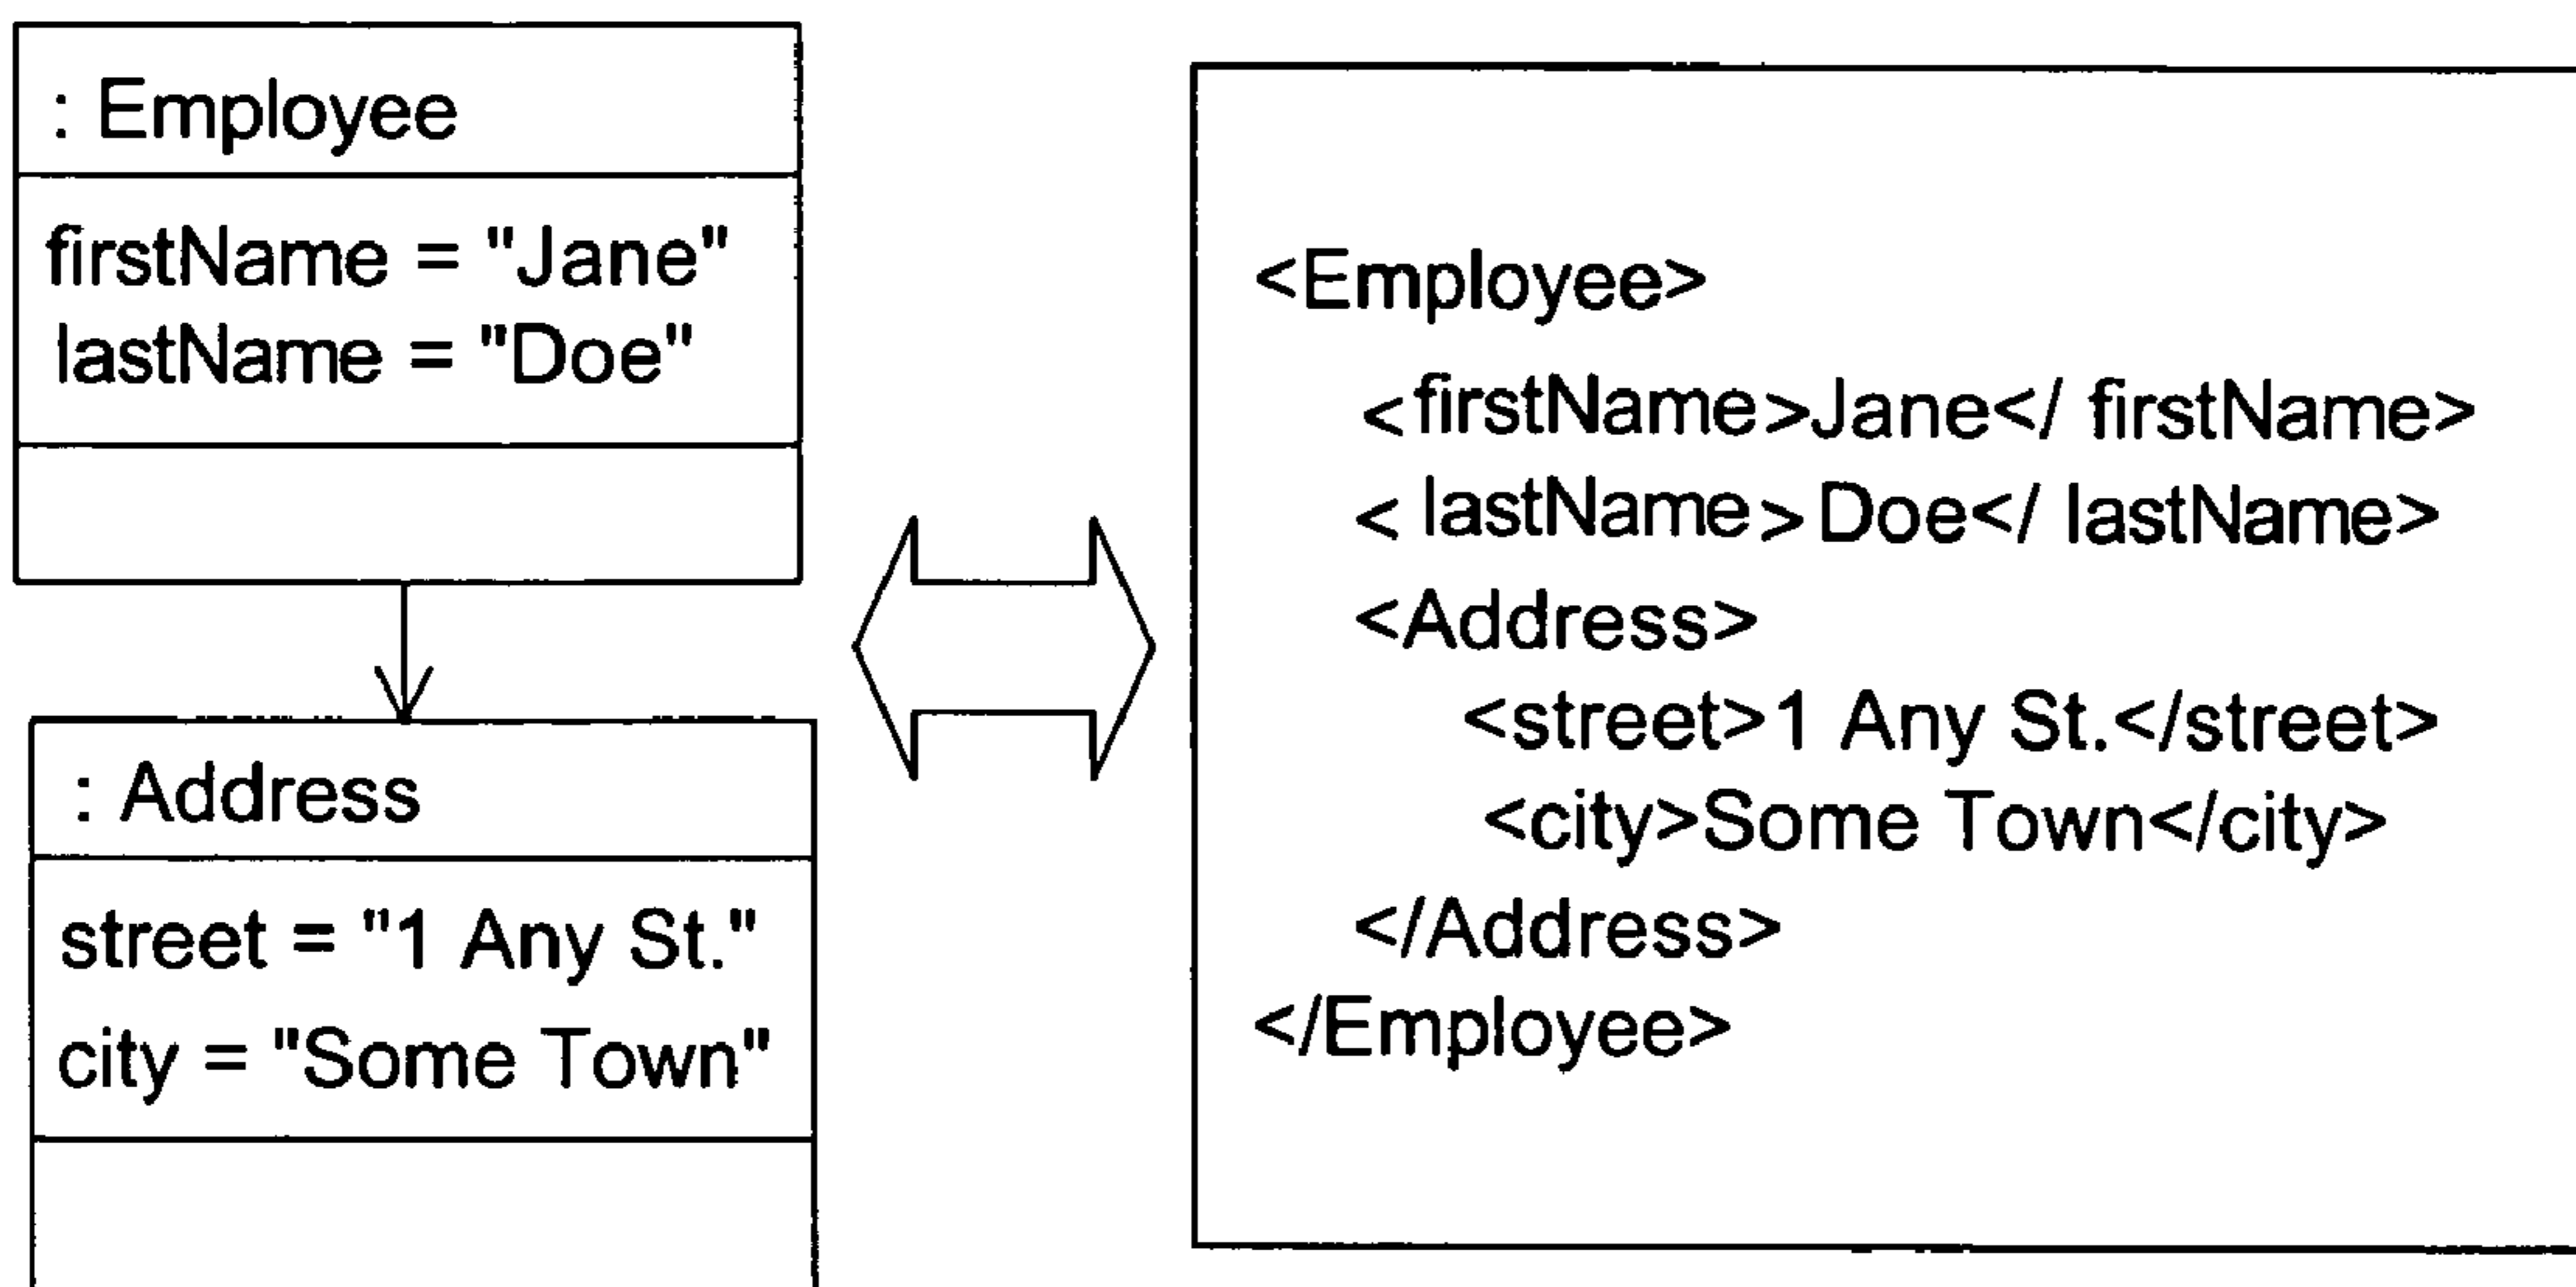 : Employee
firstName = "Jane"
lastName = "Doe"
: Address
street = "1 Any St."
city = "Some Town"
<Employee>
<firstName>Jane</ firstName>
< lastName>Doe</ lastName>
<Address>
<street>1 Any St.</street>
<city>Some Town</city>
</Address>
</Employee>